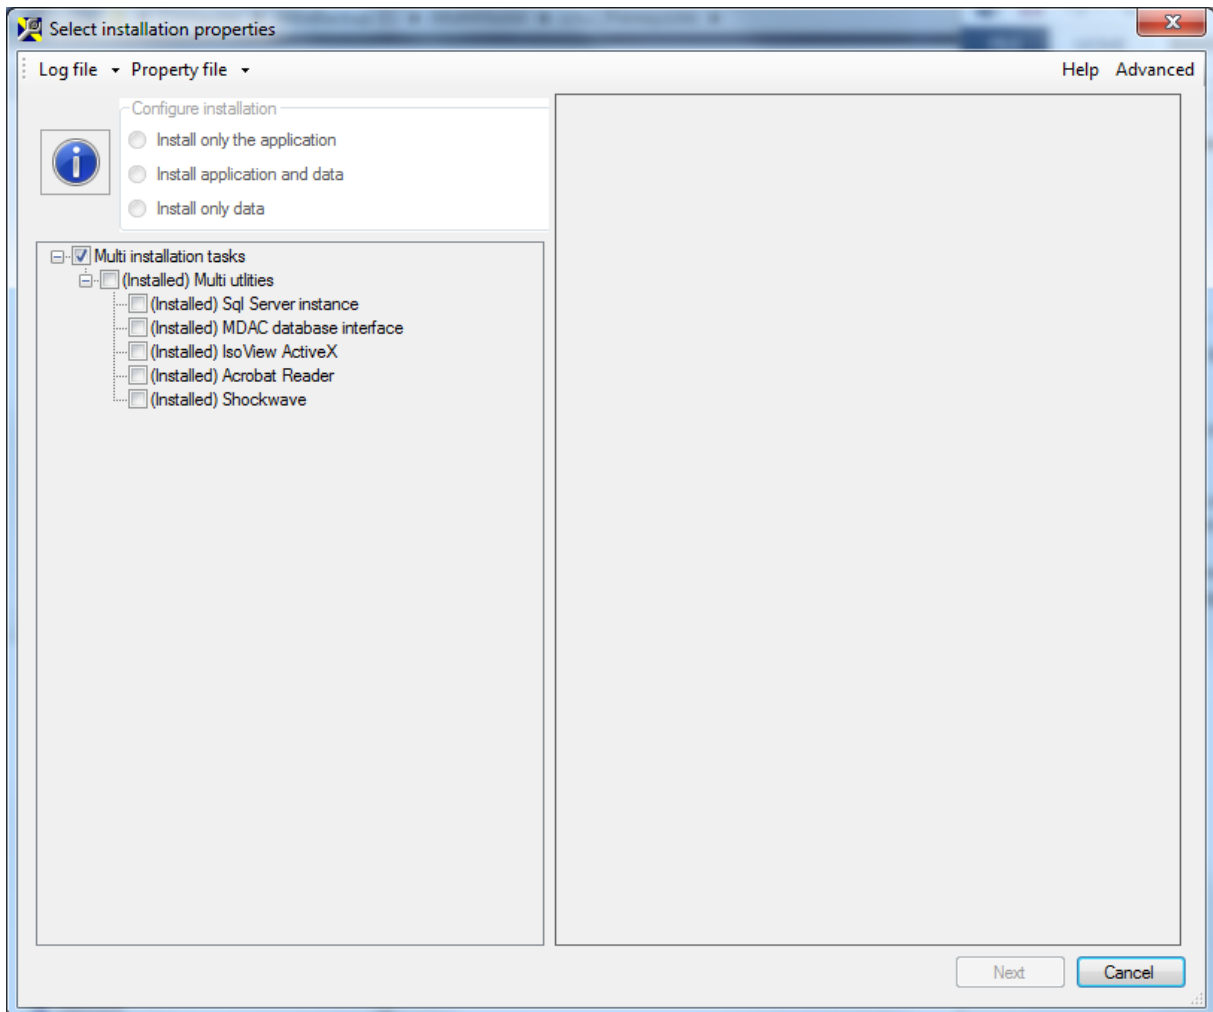 Select installation properties
Log file Property file Help Advanced
Configure installation
Install only the application
Install application and data
Install only data
Multi installation tasks
(Installed) Multi utlities
(Installed) Sql Server instance
(Installed) MDAC database interface
(Installed) IsoView ActiveX
(Installed) Acrobat Reader
(Installed) Shockwave
Next Cancel